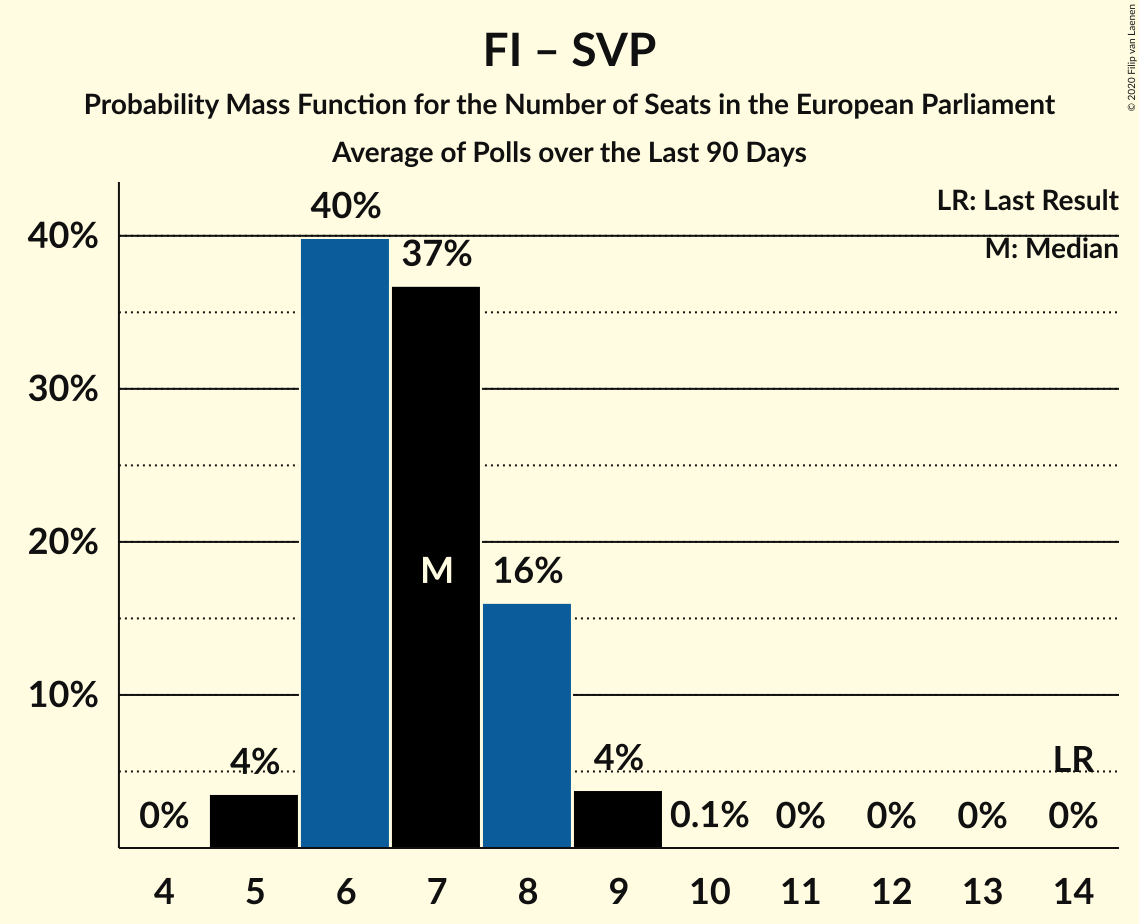 FI – SVP
Probability Mass Function for the Number of Seats in the European Parliament
Average of Polls over the Last 90 Days
© 2020 Filip van Laenen
LR: Last Result
M: Median
40%
30%
20%
10%
0%
4%
40%
37%
M
16%
4%
0.1%
0%
0%
0%
LR
0%
4 5 6 7 8 9 10 11 12 13 14